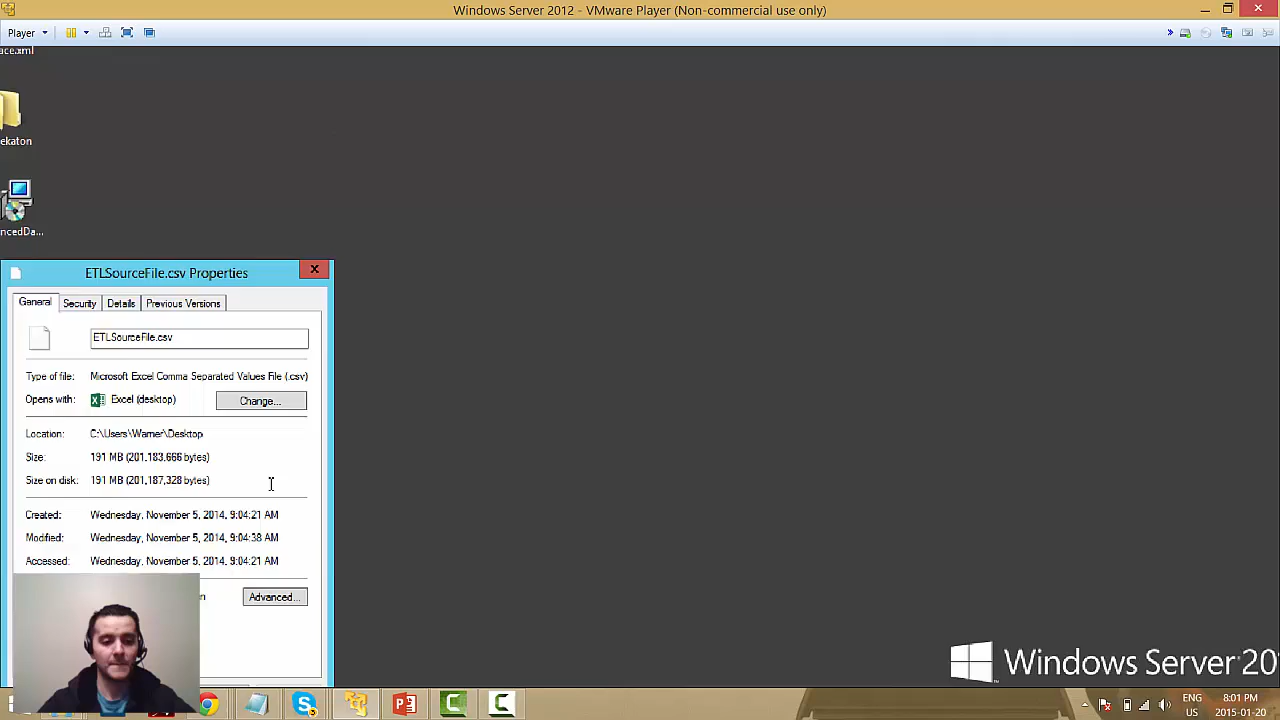 Windows Server 2012 - VMware Player (Non-commercial use only)
Player
ace.xml
ekaton
ncedDa...
ETLSourceFile.csv Properties
General Security Details Previous Versions
ETLSourceFile.csv
Type of file: Microsoft Excel Comma Separated Values File (.csv)
Opens with: Excel (desktop) Change...
Location: C:\Users\Warner\Desktop
Size: 191 MB (201,183,666 bytes)
Size on disk: 191 MB (201,187,328 bytes)
Created: Wednesday, November 5, 2014, 9:04:21 AM
Modified: Wednesday, November 5, 2014, 9:04:38 AM
Accessed: Wednesday, November 5, 2014, 9:04:21 AM
n Advanced...
Windows Server 20
ENG 8:01 PM
US 2015-01-20